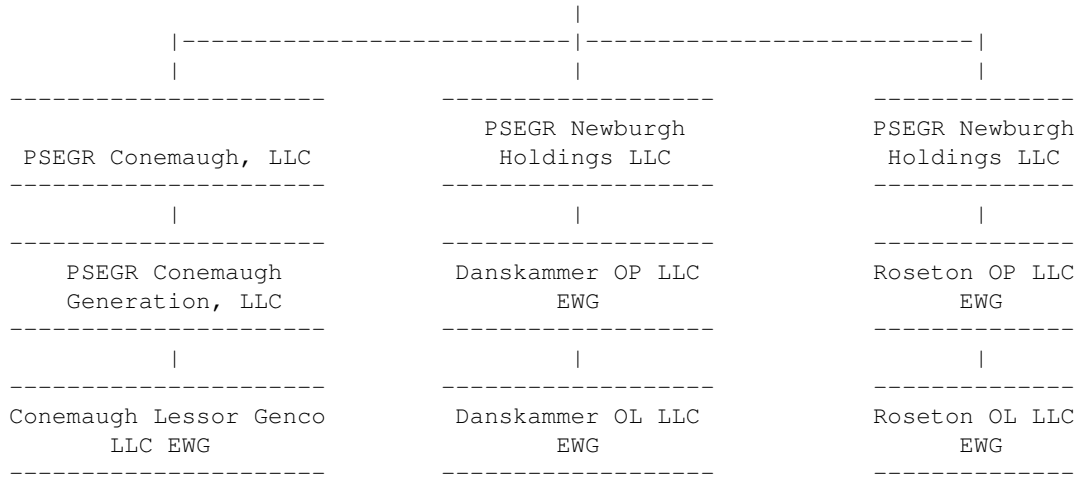 PSEGR Newburgh PSEGR Newburgh
PSEGR Conemaugh, LLC Holdings LLC Holdings LLC
PSEGR Conemaugh Danskammer OP LLC Roseton OP LLC
Generation, LLC EWG EWG
Conemaugh Lessor Genco Danskammer OL LLC Roseton OL LLC
LLC EWG EWG EWG